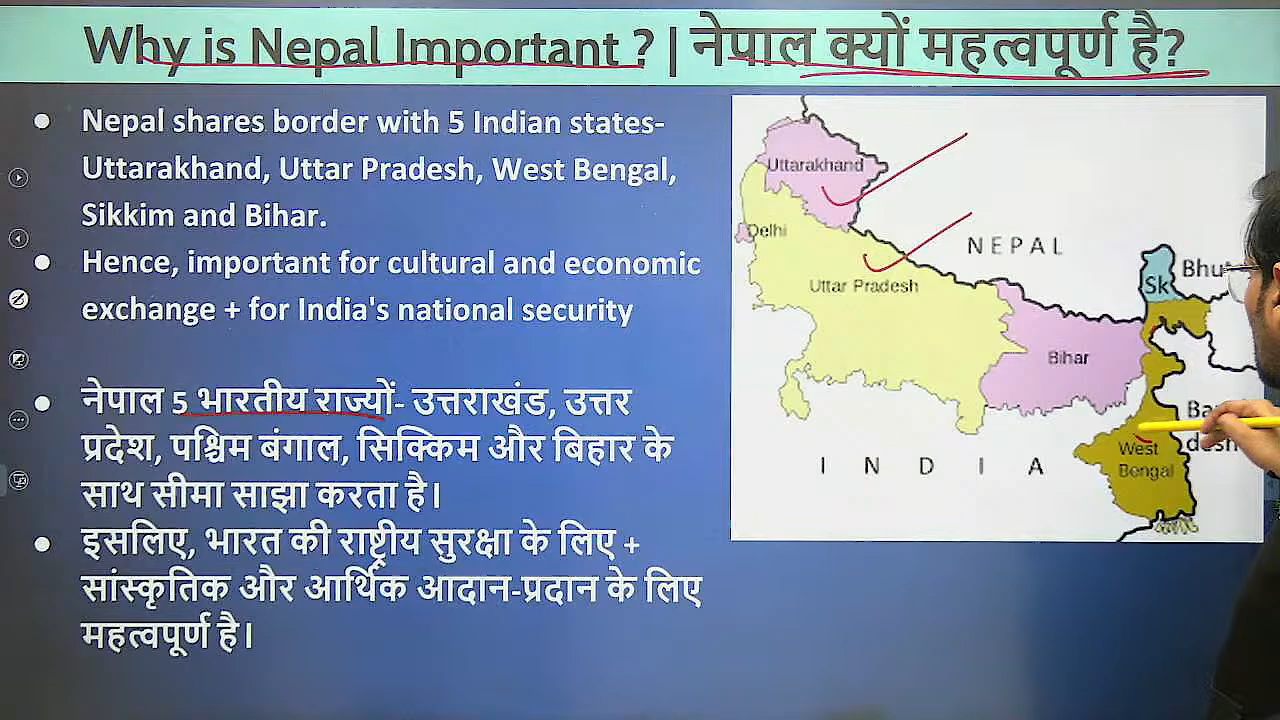 Why is Nepal Important ? | नेपाल क्यों महत्वपूर्ण है?
Nepal shares border with 5 Indian states-
Uttarakhand, Uttar Pradesh, West Bengal,
Sikkim and Bihar.
Hence, important for cultural and economic
exchange + for India's national security
नेपाल 5 भारतीय राज्यों- उत्तराखंड, उत्तर
प्रदेश, पश्चिम बंगाल, सिक्किम और बिहार के
साथ सीमा साझा करता है।
इसलिए, भारत की राष्ट्रीय सुरक्षा के लिए +
सांस्कृतिक और आर्थिक आदान-प्रदान के लिए
महत्वपूर्ण है।
Uttarakhand
Delhi
NEPAL
Uttar Pradesh
Sk
Bhut
Bihar
West
Bengal
INDIA